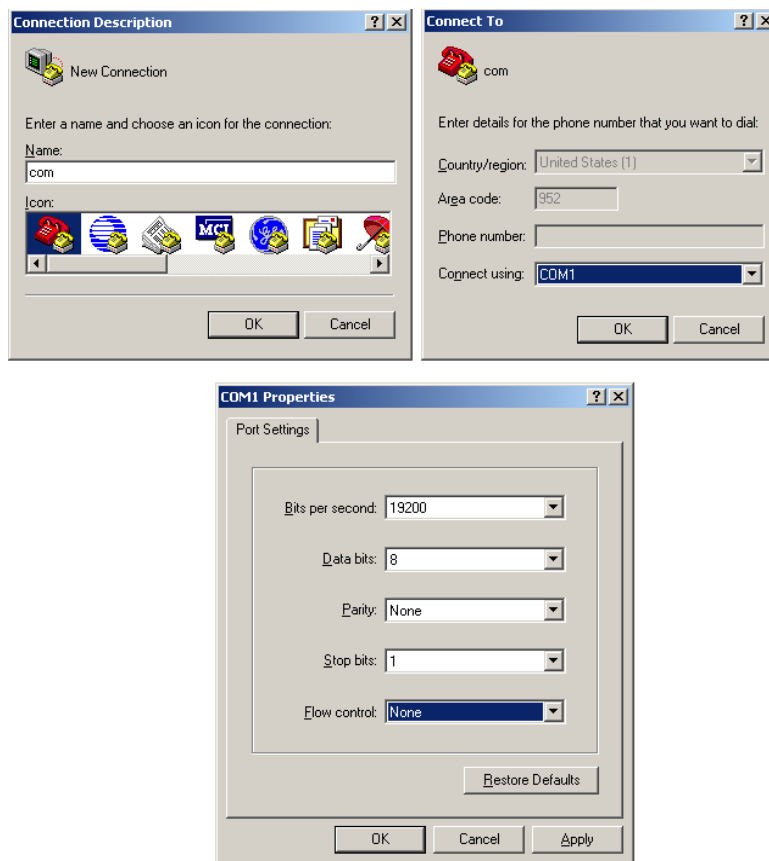 Connection Description
New Connection
Enter a name and choose an icon for the connection:
Name:
com
Icon:
MCI
OK Cancel
Connect To
com
Enter details for the phone number that you want to dial:
Country/region: United States (1)
Area code: 952
Phone number:
Connect using: COM1
OK Cancel
COM1 Properties
Port Settings
Bits per second: 19200
Data bits: 8
Parity: None
Stop bits: 1
Flow control: None
Restore Defaults
OK Cancel Apply